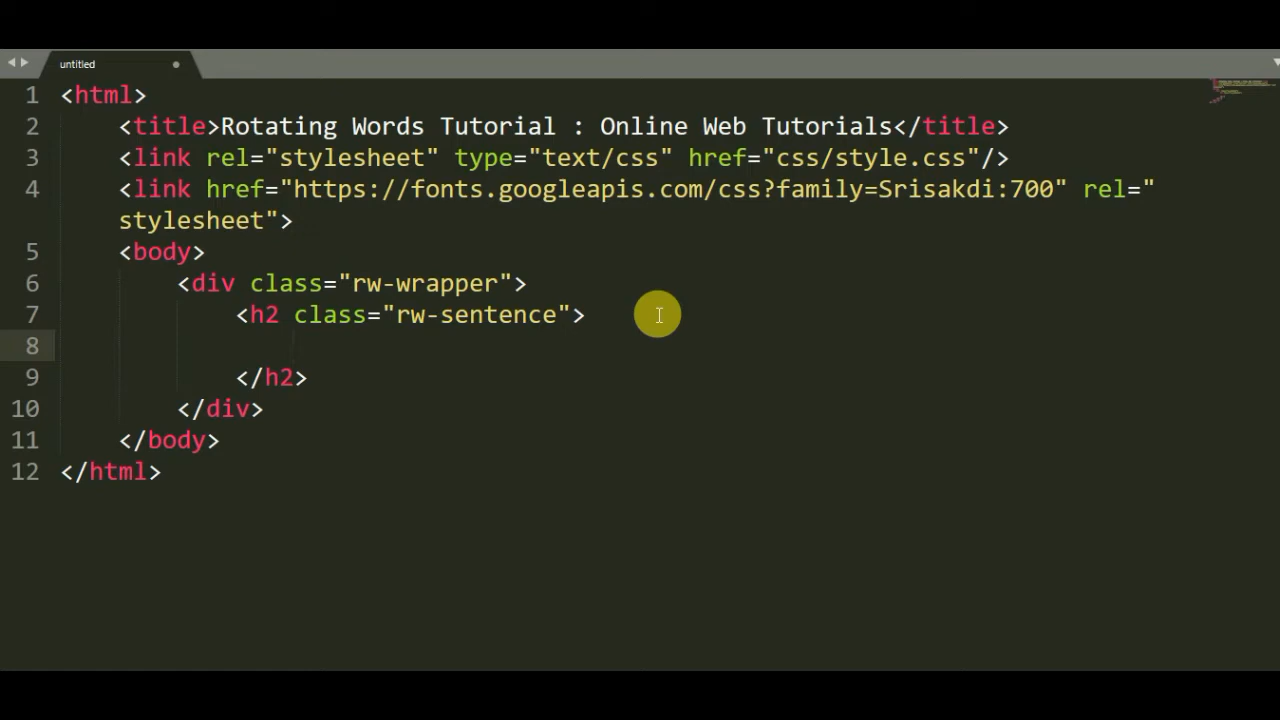 untitled
1 <html>
2 <title>Rotating Words Tutorial : Online Web Tutorials</title>
3 <link rel="stylesheet" type="text/css" href="css/style.css"/>
4 <link href="https://fonts.googleapis.com/css?family=Srisakdi:700" rel="
stylesheet">
5 <body>
6 <div class="rw-wrapper">
7 <h2 class="rw-sentence">
8
9 </h2>
10 </div>
11 </body>
12 </html>